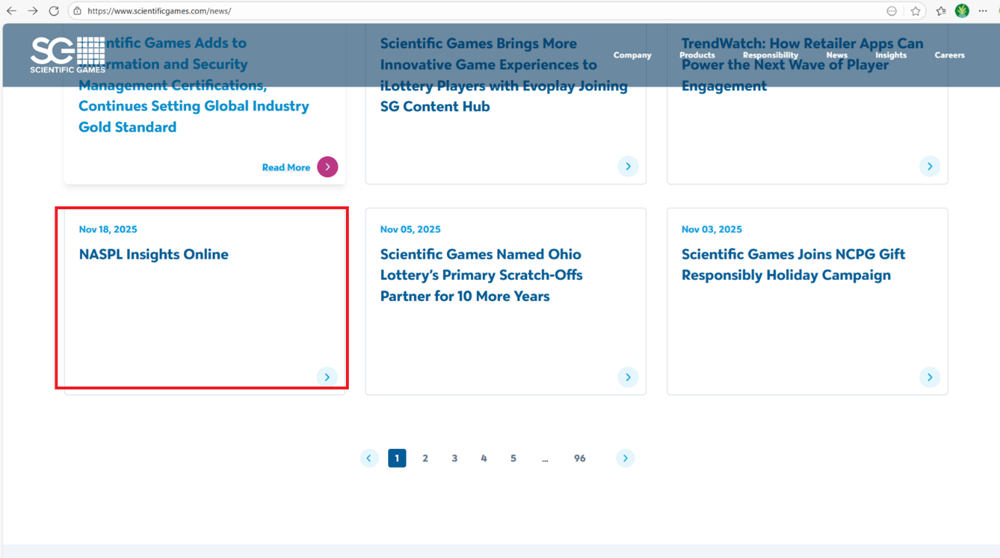 https://www.scientificgames.com/news/
SG
SCIENTIFIC GAMES
Company
Products
Responsibility
News
Insights
Careers
Games Adds to
and Security
Management Certifications,
Continues Setting Global Industry
Gold Standard
Read More
Scientific Games Brings More
Innovative Game Experiences to
iLottery Players with Evoplay Joining
SG Content Hub
TrendWatch: How Retailer Apps Can
Power the Next Wave of Player
Engagement
Nov 18, 2025
NASPL Insights Online
Nov 05, 2025
Scientific Games Named Ohio
Lottery’s Primary Scratch-Offs
Partner for 10 More Years
Nov 03, 2025
Scientific Games Joins NCPG Gift
Responsibly Holiday Campaign
1 2 3 4 5 ... 96